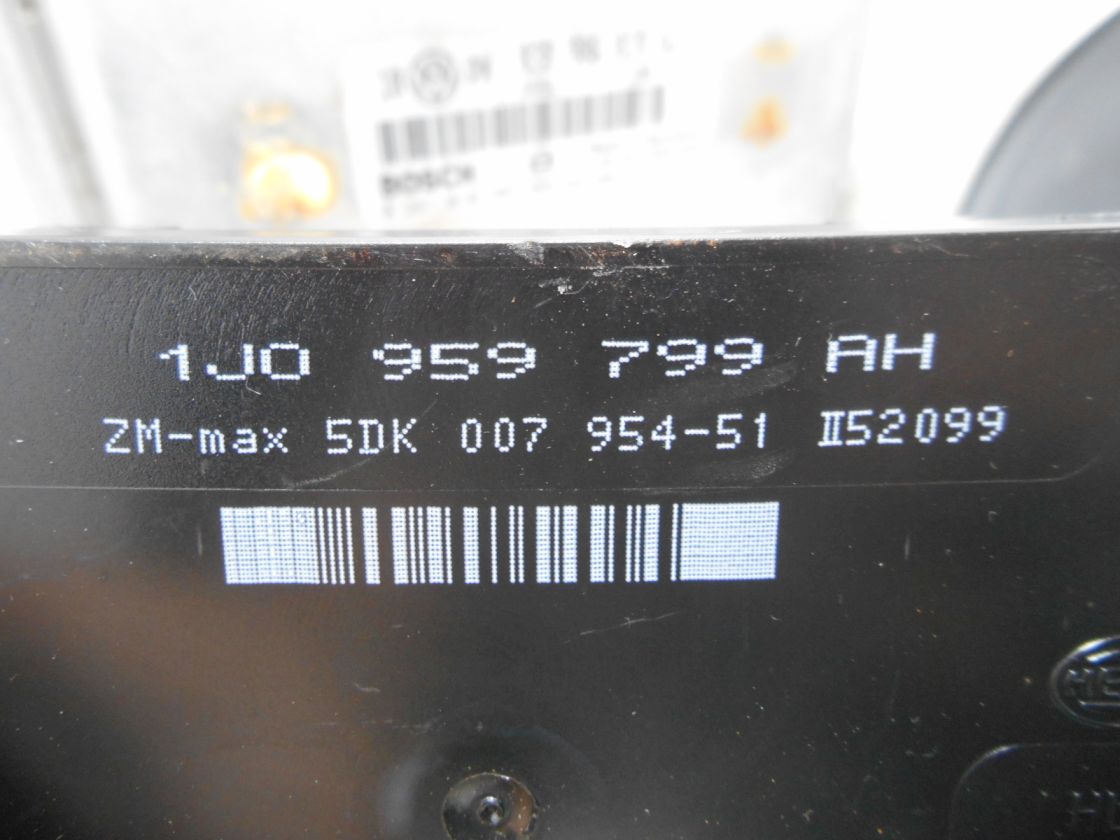 BOSCH
1J0 959 799 AH
ZM-max 5DK 007 954-51 II52099